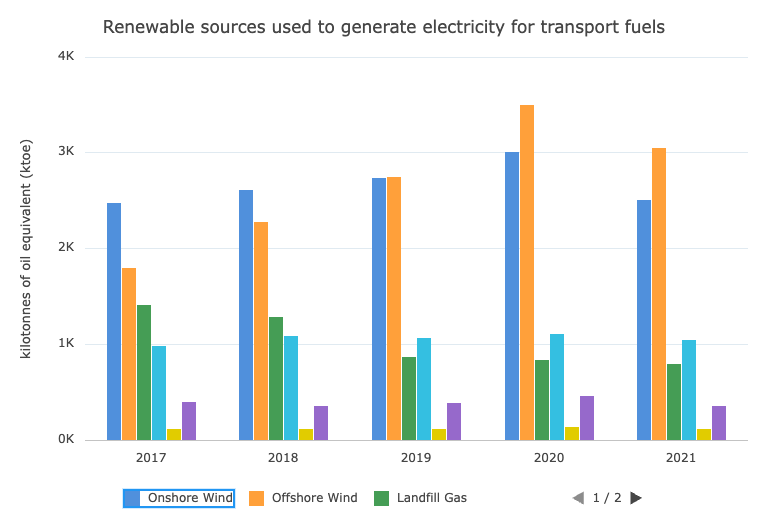 Renewable sources used to generate electricity for transport fuels
4K
3K
2K
1K
0K
kilotonnes of oil equivalent (ktoe)
2017 2018 2019 2020 2021
Onshore Wind Offshore Wind Landfill Gas 1 / 2